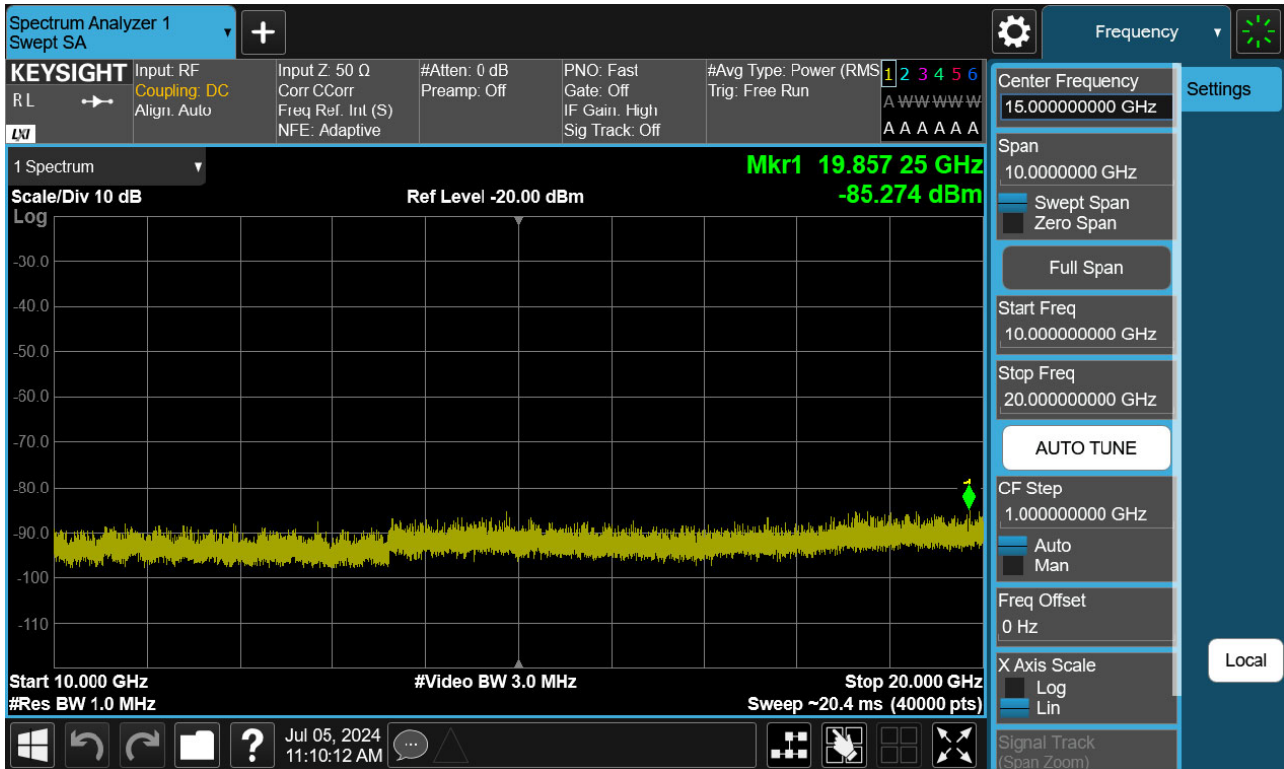 Spectrum Analyzer 1
Swept SA
+
Frequency
KEYSIGHT
RL
LXI
Input: RF
Coupling: DC
Align: Auto
Input Z: 50 Ω
Corr CCorr
Freq Ref: Int (S)
NFE: Adaptive
#Atten: 0 dB
Preamp: Off
PNO: Fast
Gate: Off
IF Gain: High
Sig Track: Off
#Avg Type: Power (RMS
Trig: Free Run
1 2 3 4 5 6
A W W W W W
A A A A A A
1 Spectrum
Mkr1 19.857 25 GHz
Scale/Div 10 dB
Ref Level -20.00 dBm
-85.274 dBm
Log
-30.0
-40.0
-50.0
-60.0
-70.0
-80.0
-90.0
-100
-110
1
Start 10.000 GHz
#Video BW 3.0 MHz
Stop 20.000 GHz
#Res BW 1.0 MHz
Sweep ~20.4 ms (40000 pts)
?
Jul 05, 2024
11:10:12 AM
Center Frequency
15.000000000 GHz
Settings
Span
10.0000000 GHz
Swept Span
Zero Span
Full Span
Start Freq
10.000000000 GHz
Stop Freq
20.000000000 GHz
AUTO TUNE
CF Step
1.000000000 GHz
Auto
Man
Freq Offset
0 Hz
X Axis Scale
Log
Lin
Local
Signal Track
(Span Zoom)